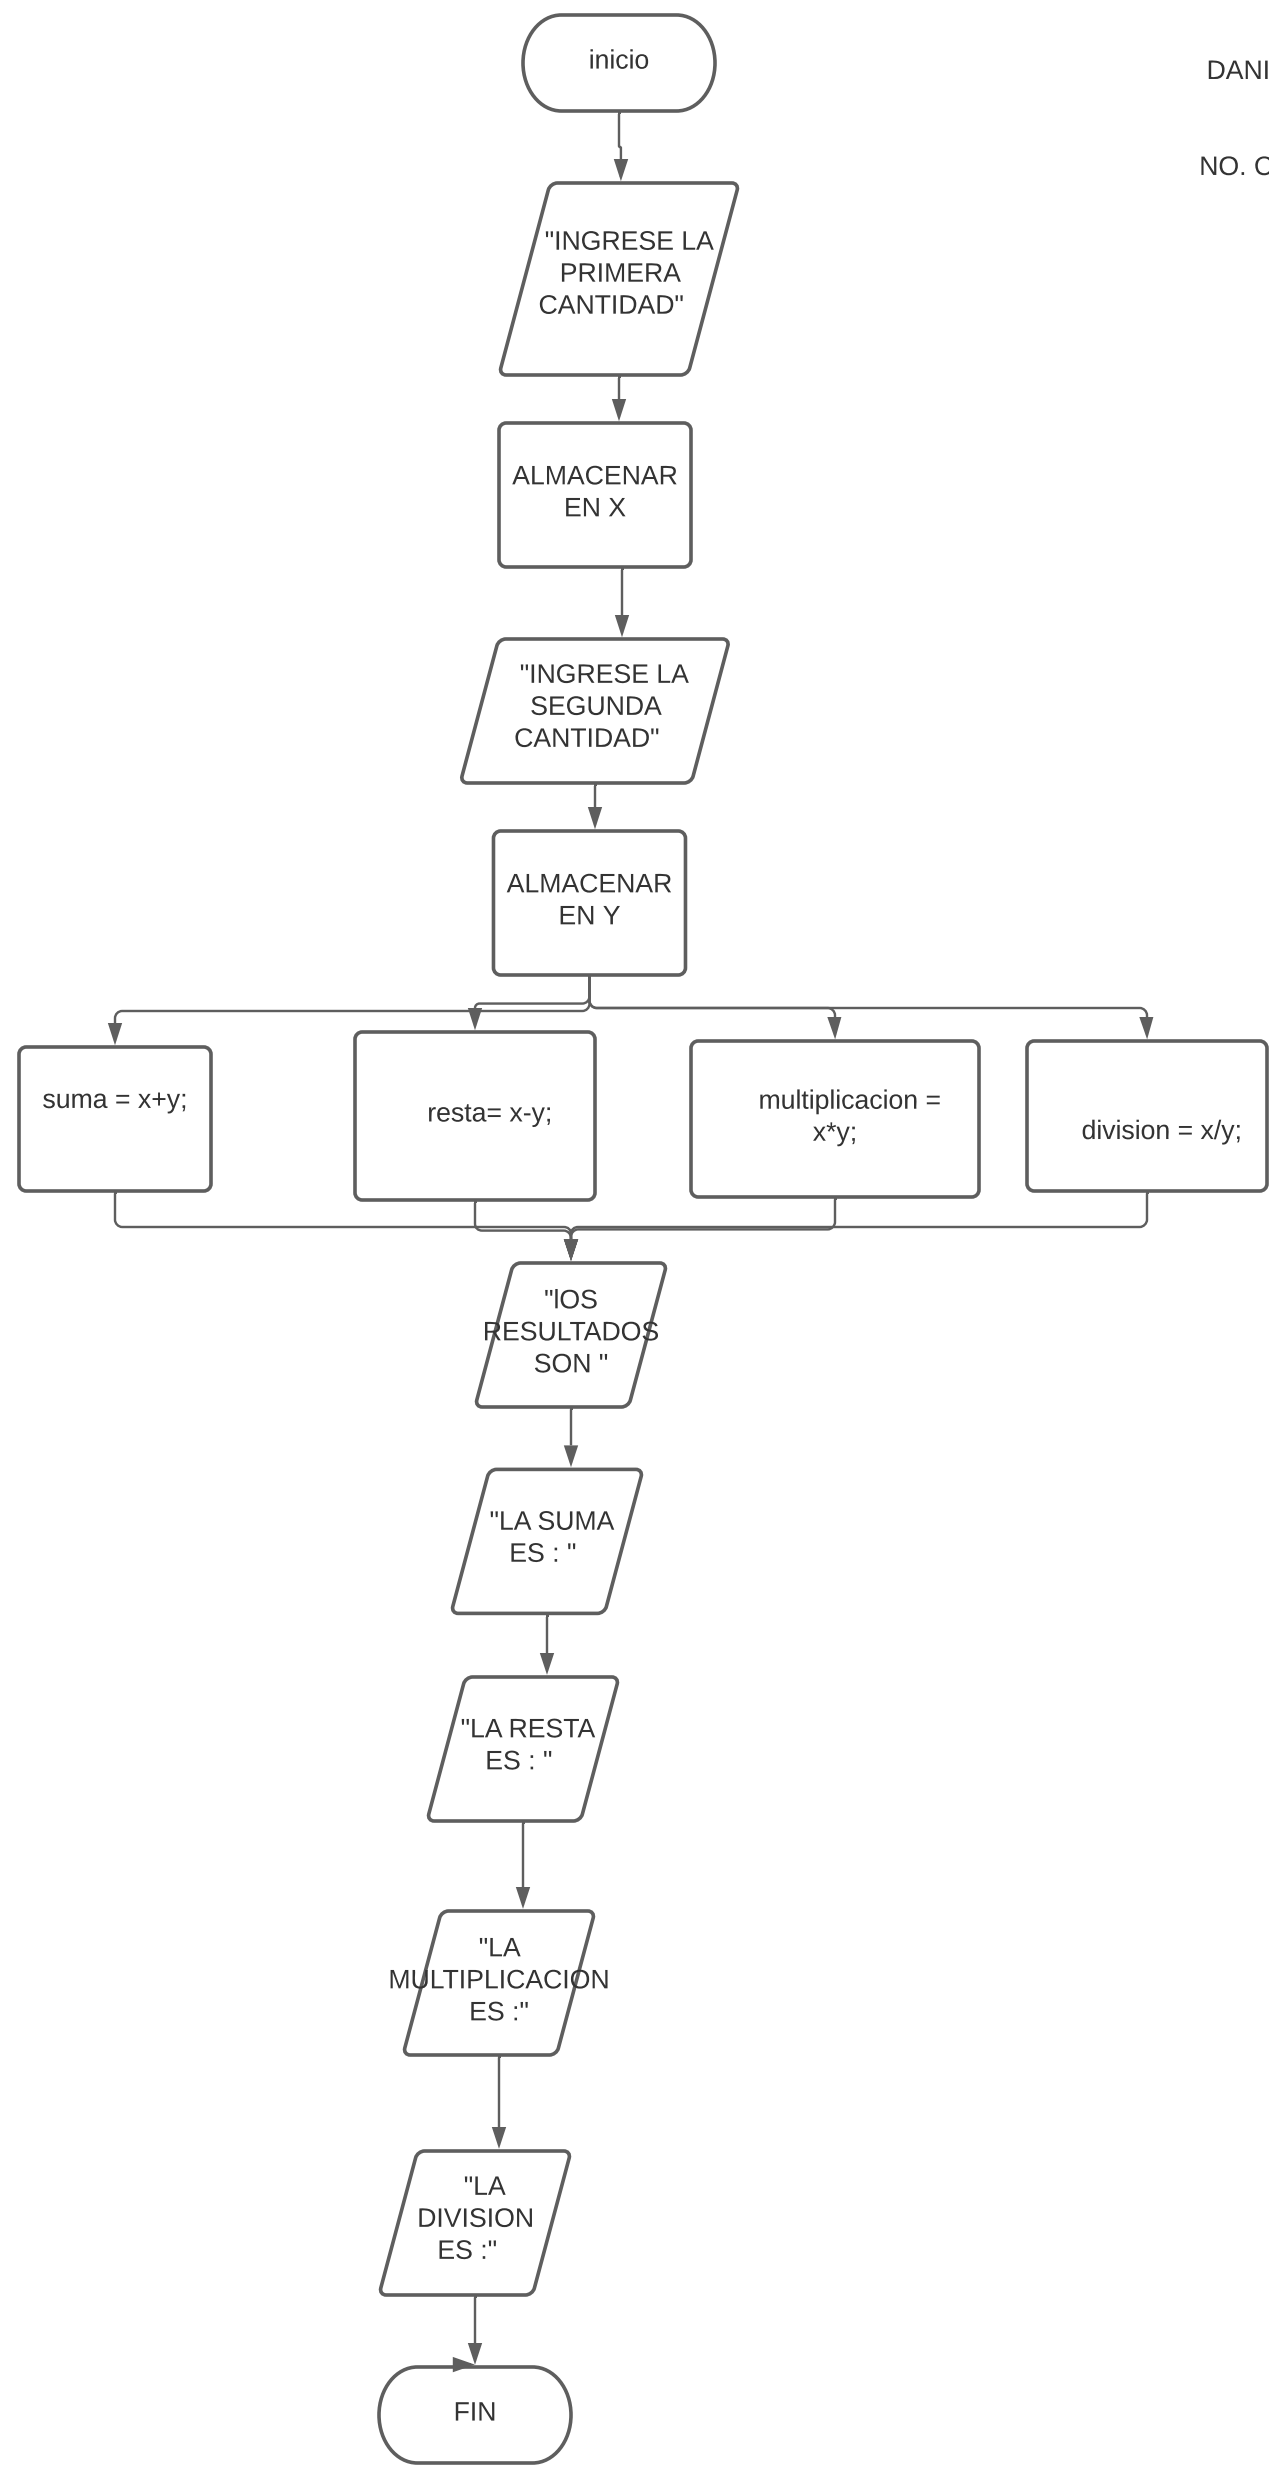 inicio
DANI
NO. C
"INGRESE LA
PRIMERA
CANTIDAD"
ALMACENAR
EN X
"INGRESE LA
SEGUNDA
CANTIDAD"
ALMACENAR
EN Y
suma = x+y;
resta= x-y;
multiplicacion =
x*y;
division = x/y;
"lOS
RESULTADOS
SON "
"LA SUMA
ES : "
"LA RESTA
ES : "
"LA
MULTIPLICACION
ES :"
"LA
DIVISION
ES :"
FIN